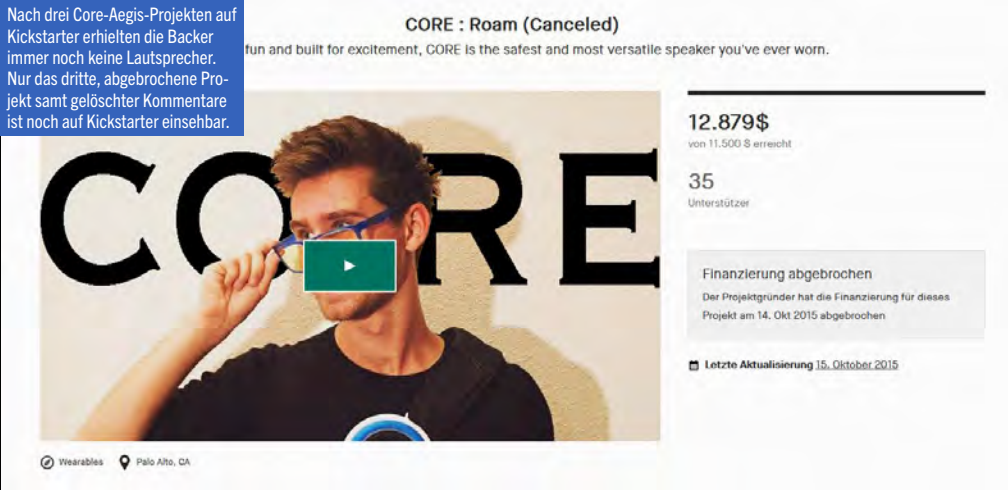 Nach drei Core-Aegis-Projekten auf
Kickstarter erhielten die Backer
immer noch keine Lautsprecher.
Nur das dritte, abgebrochene Pro-
jekt samt gelöschter Kommentare
ist noch auf Kickstarter einsehbar.
CORE : Roam (Canceled)
fun and built for excitement, CORE is the safest and most versatile speaker you've ever worn.
CORE
12.879$
von 11.500 $ erreicht
35
Unterstützer
Finanzierung abgebrochen
Der Projektgründer hat die Finanzierung für dieses
Projekt am 14. Okt 2015 abgebrochen
Letzte Aktualisierung 15. Oktober 2015
Wearables Palo Alto, CA